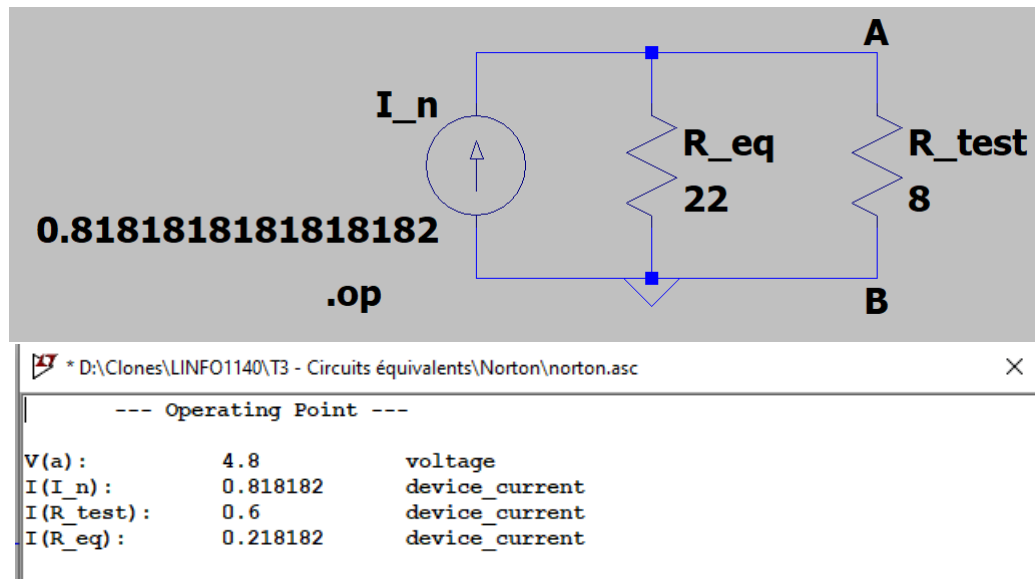 A
I_n
R_eq
R_test
22
8
0.8181818181818182
.op
B
* D:\Clones\LINFO1140\T3 - Circuits équivalents\Norton\norton.asc
--- Operating Point ---
V(a): 4.8 voltage
I(I_n): 0.818182 device_current
I(R_test): 0.6 device_current
I(R_eq): 0.218182 device_current